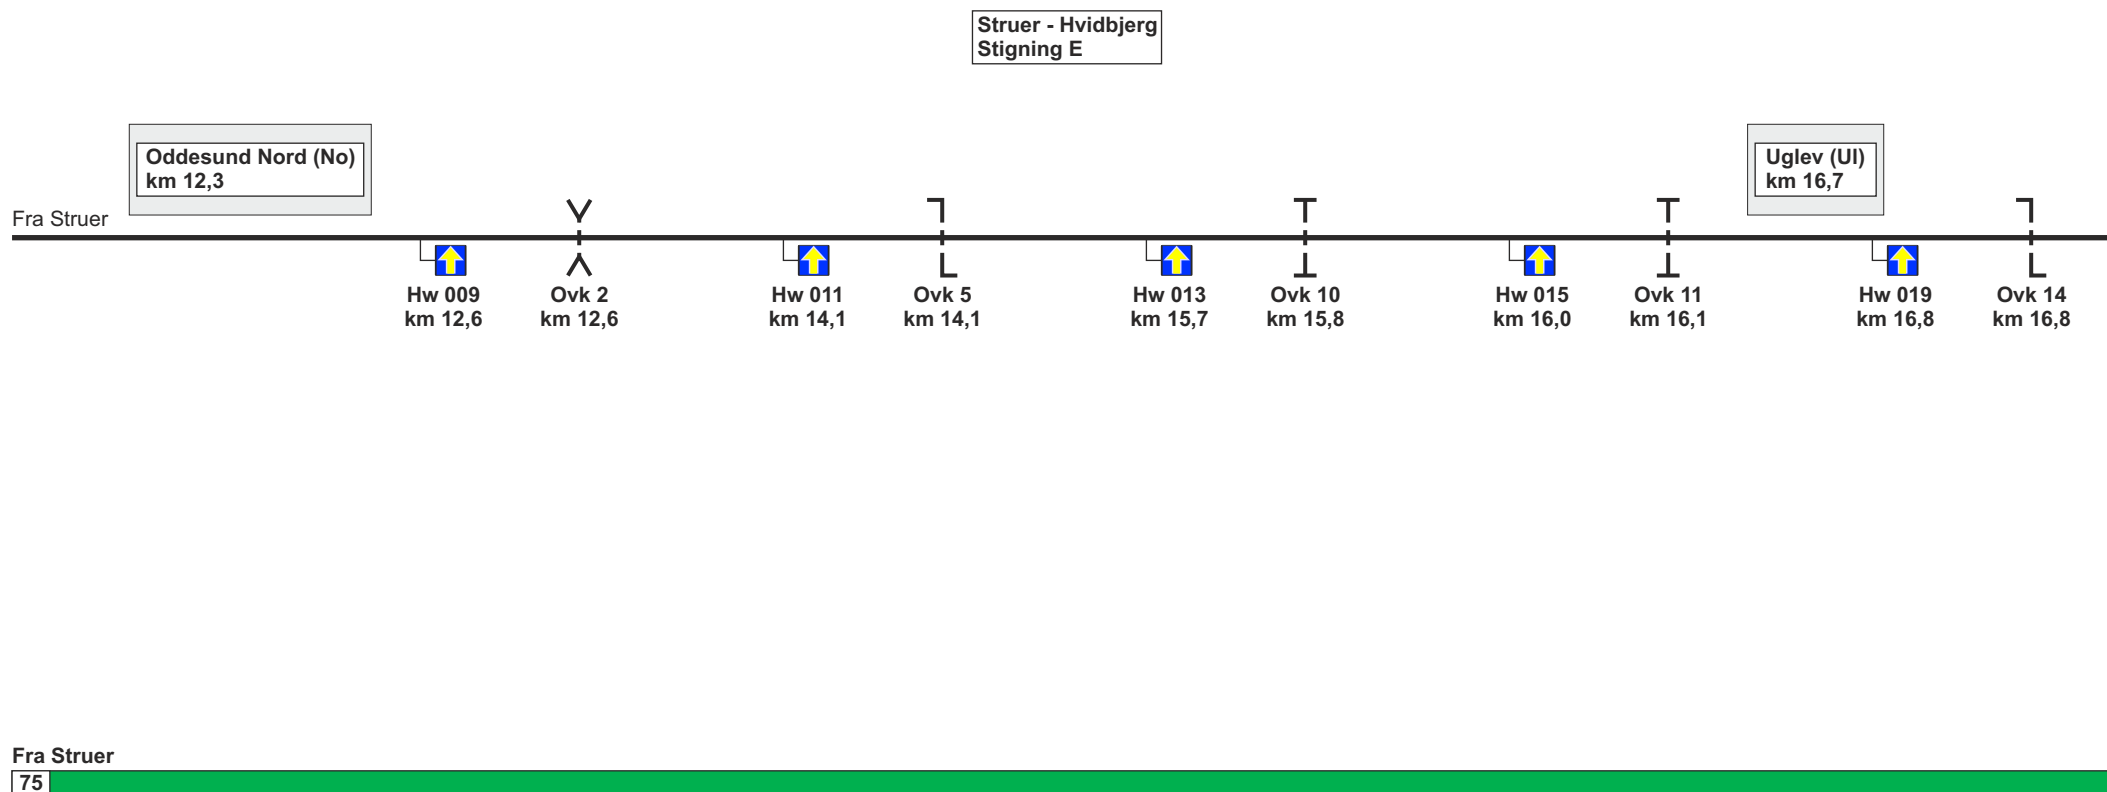 Struer - Hvidbjerg
Stigning E
Oddesund Nord (No)
km 12,3
Uglev (Ul)
km 16,7
Fra Struer
Hw 009
km 12,6
Ovk 2
km 12,6
Hw 011
km 14,1
Ovk 5
km 14,1
Hw 013
km 15,7
Ovk 10
km 15,8
Hw 015
km 16,0
Ovk 11
km 16,1
Hw 019
km 16,8
Ovk 14
km 16,8
Fra Struer
75